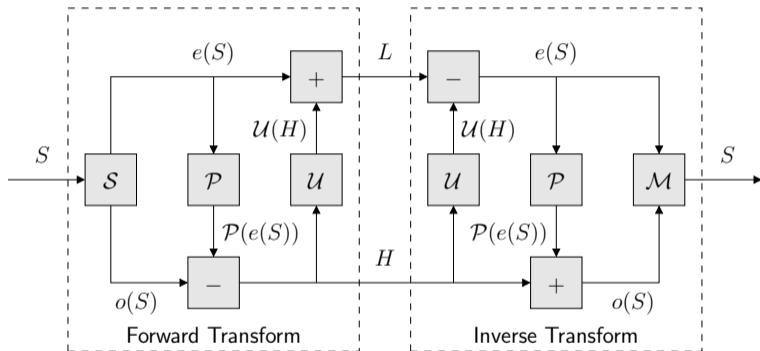 e(S) L e(S)
+ −
U(H) U(H)
S S P U U P M S
P(e(S)) P(e(S))
H
− +
o(S) o(S)
Forward Transform Inverse Transform